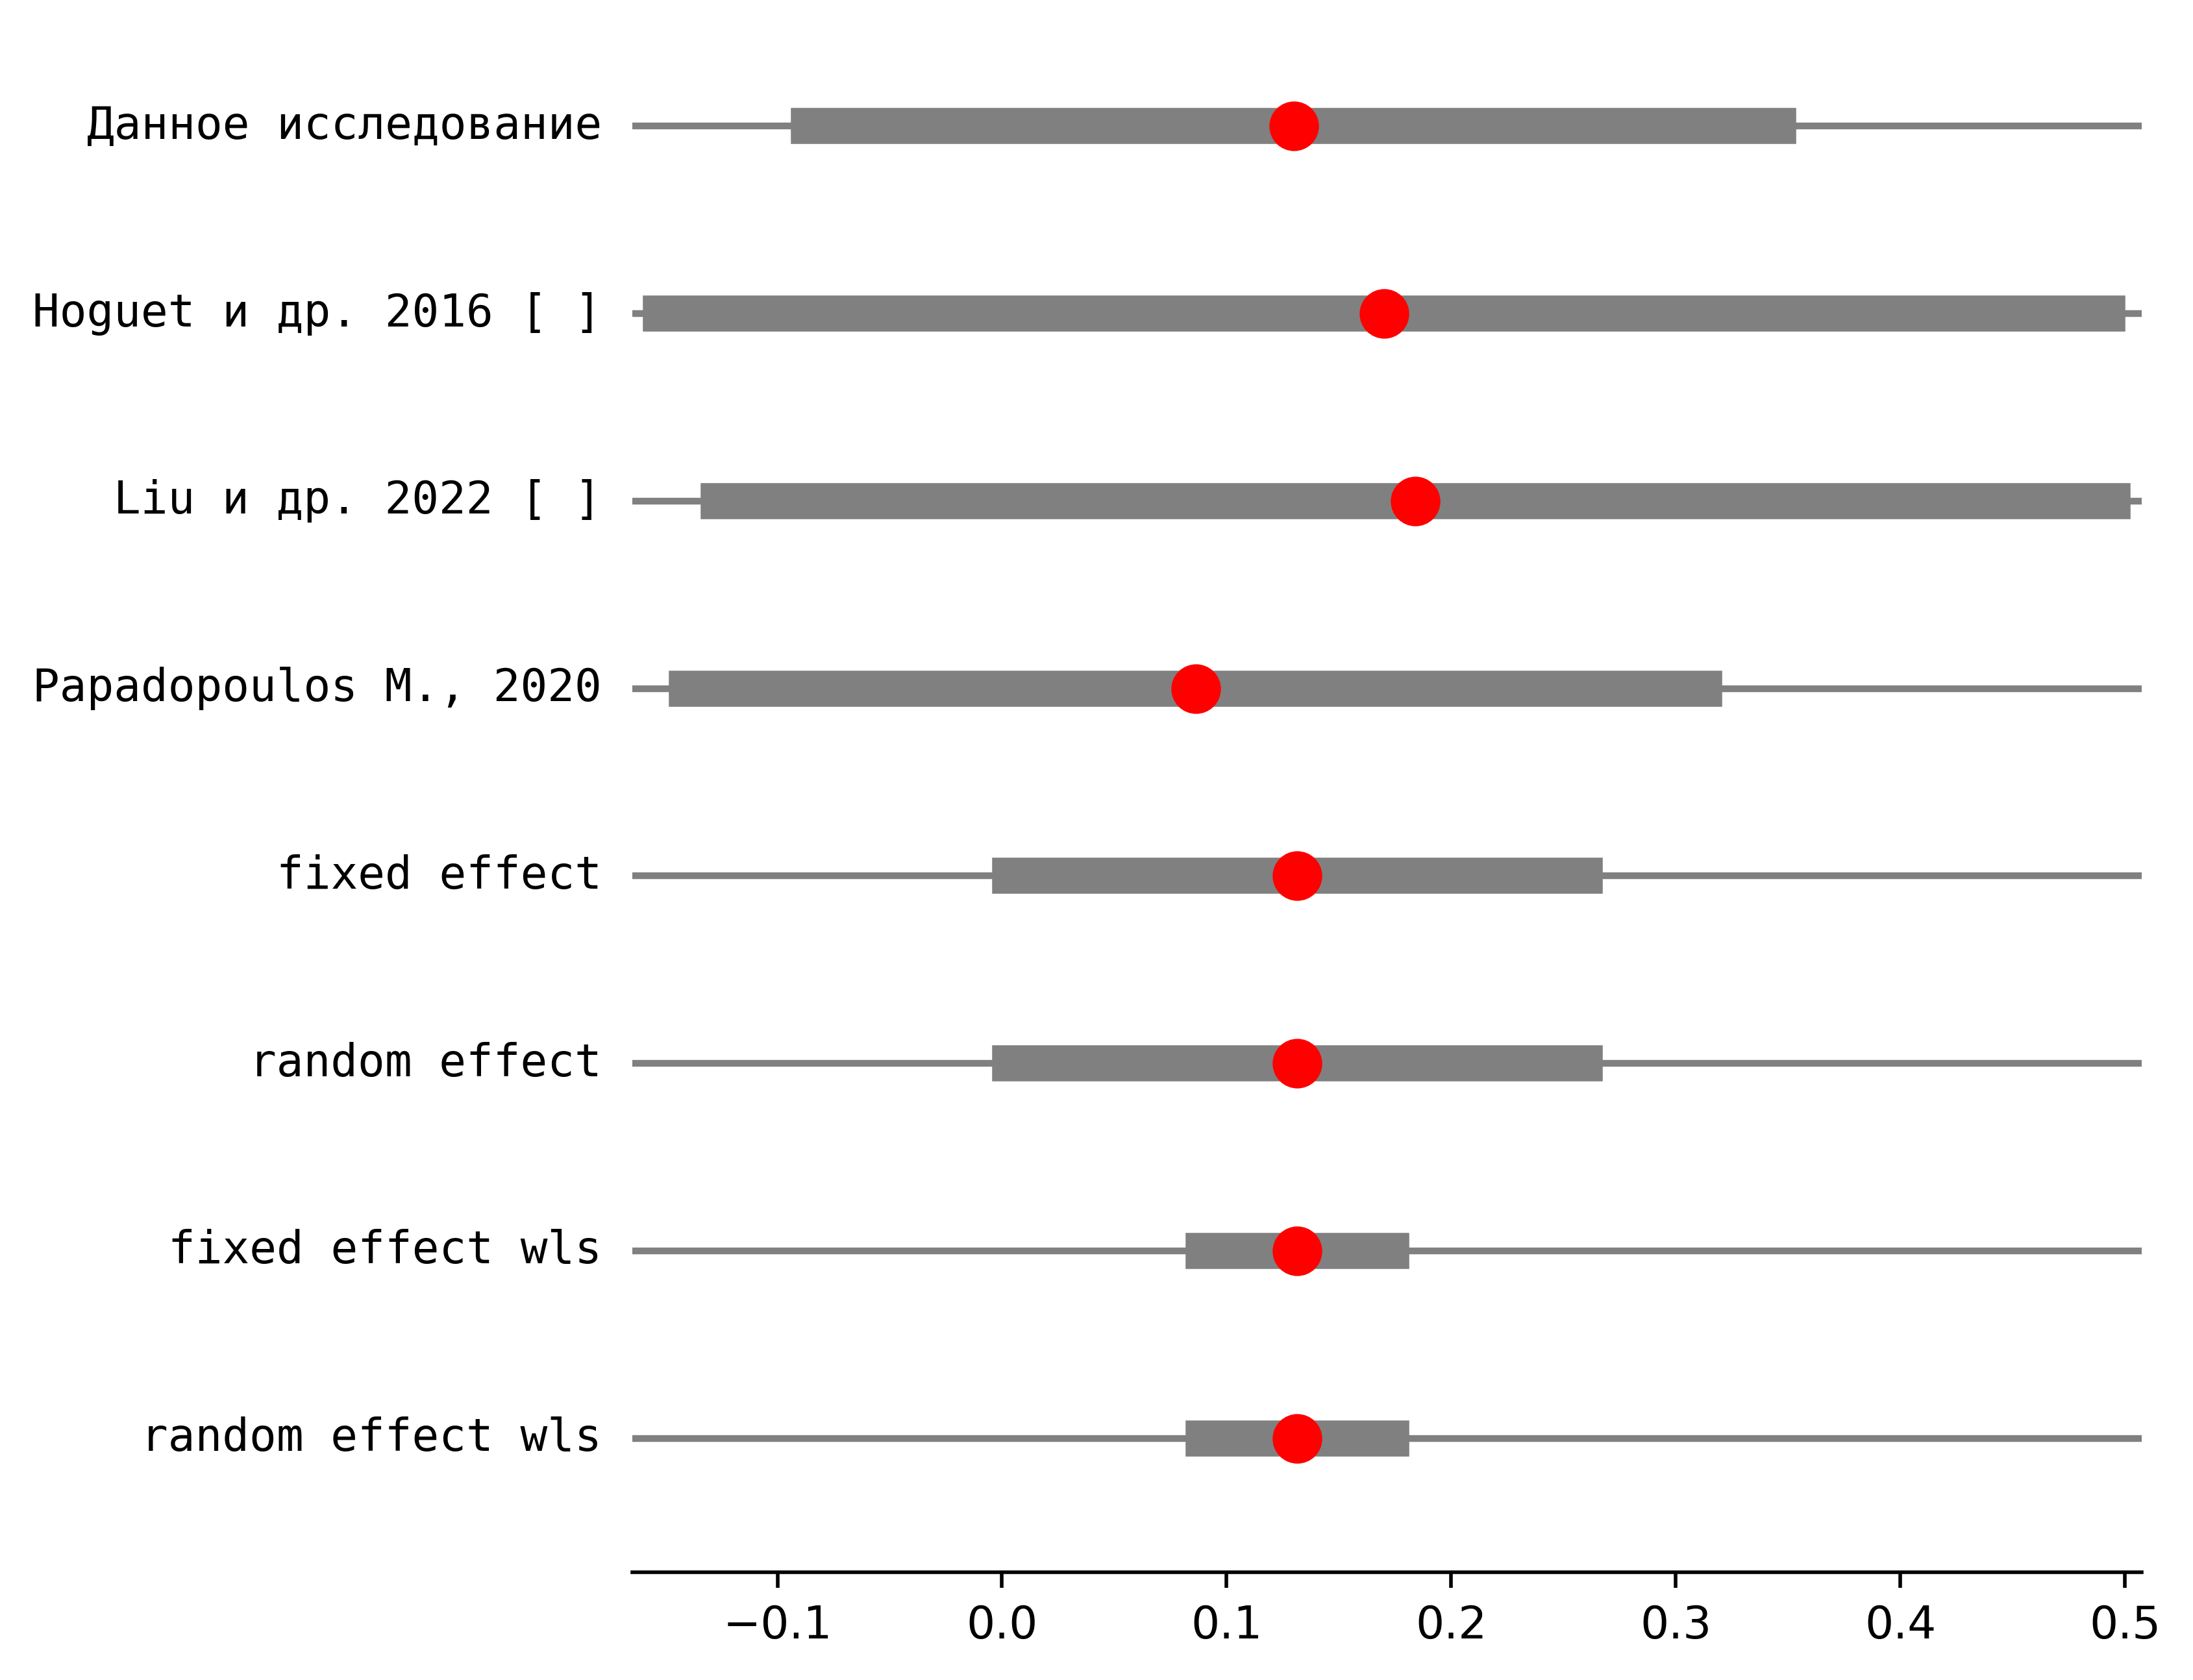 Данное исследование
Hoguet и др. 2016 [ ]
Liu и др. 2022 [ ]
Papadopoulos M., 2020
fixed effect
random effect
fixed effect wls
random effect wls
−0.1 0.0 0.1 0.2 0.3 0.4 0.5